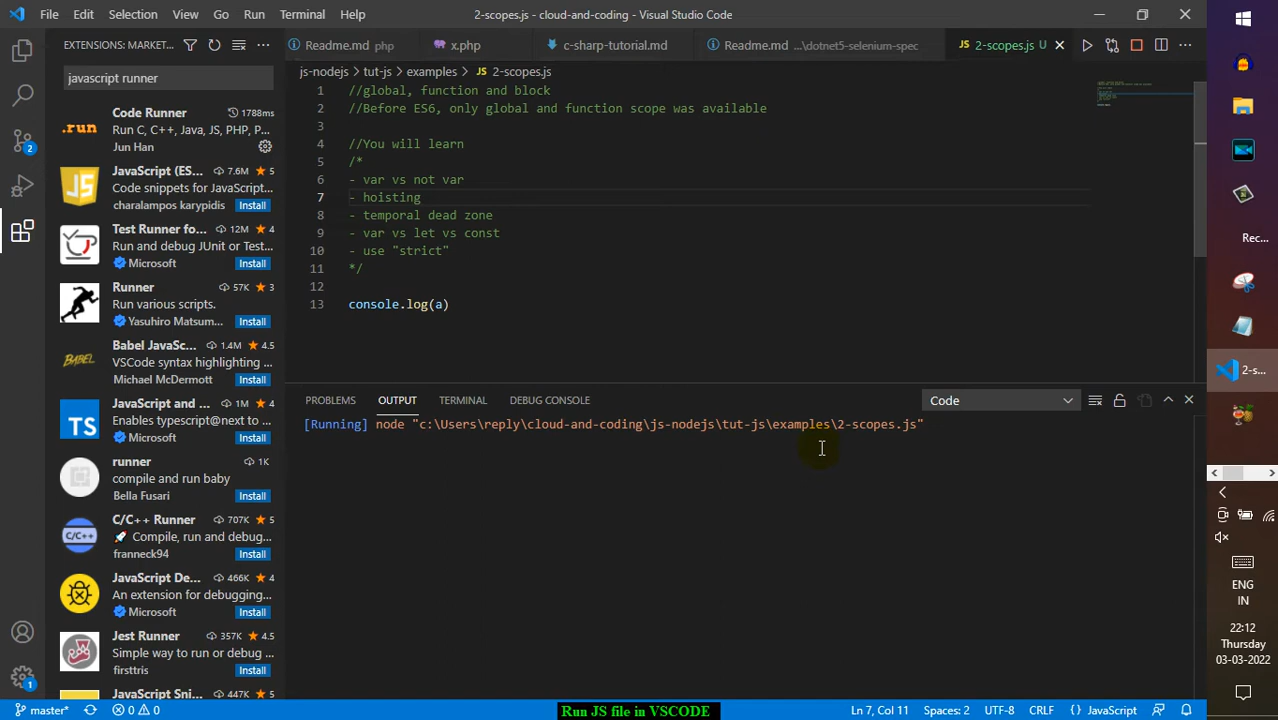 File Edit Selection View Go Run Terminal Help
2-scopes.js - cloud-and-coding - Visual Studio Code
EXTENSIONS: MARKET...
javascript runner
.run
Code Runner 1788ms
Run C, C++, Java, JS, PHP, P...
Jun Han
JS
JavaScript (ES... 7.6M ★ 5
Code snippets for JavaScript...
charalampos karypidis Install
Test Runner fo... 12M ★ 4
Run and debug JUnit or Test...
Microsoft Install
Runner 57K ★ 3
Run various scripts.
Yasuhiro Matsum... Install
BABEL
Babel JavaSc... 1.4M ★ 4.5
VSCode syntax highlighting ...
Michael McDermott Install
TS
JavaScript and ... 1M ★ 4
Enables typescript@next to ...
Microsoft Install
runner 1K
compile and run baby
Bella Fusari Install
C/C++
C/C++ Runner 707K ★ 5
🚀 Compile, run and debug...
franneck94 Install
JavaScript De... 466K ★ 4
An extension for debugging...
Microsoft Install
Jest Runner 357K ★ 4.5
Simple way to run or debug ...
firsttris Install
JavaScript Sni... 447K ★ 4
2
1
Readme.md php
x.php
c-sharp-tutorial.md
Readme.md ...\dotnet5-selenium-spec
2-scopes.js U
js-nodejs > tut-js > examples > JS 2-scopes.js
1 //global, function and block
2 //Before ES6, only global and function scope was available
3
4 //You will learn
5 /*
6 - var vs not var
7 - hoisting
8 - temporal dead zone
9 - var vs let vs const
10 - use "strict"
11 */
12
13 console.log(a)
PROBLEMS OUTPUT TERMINAL DEBUG CONSOLE
Code
[Running] node "c:\Users\reply\cloud-and-coding\js-nodejs\tut-js\examples\2-scopes.js"
master* 0 0
Run JS file in VSCODE
Ln 7, Col 11 Spaces: 2 UTF-8 CRLF {} JavaScript
Rec...
2-s...
ENG
IN
22:12
Thursday
03-03-2022